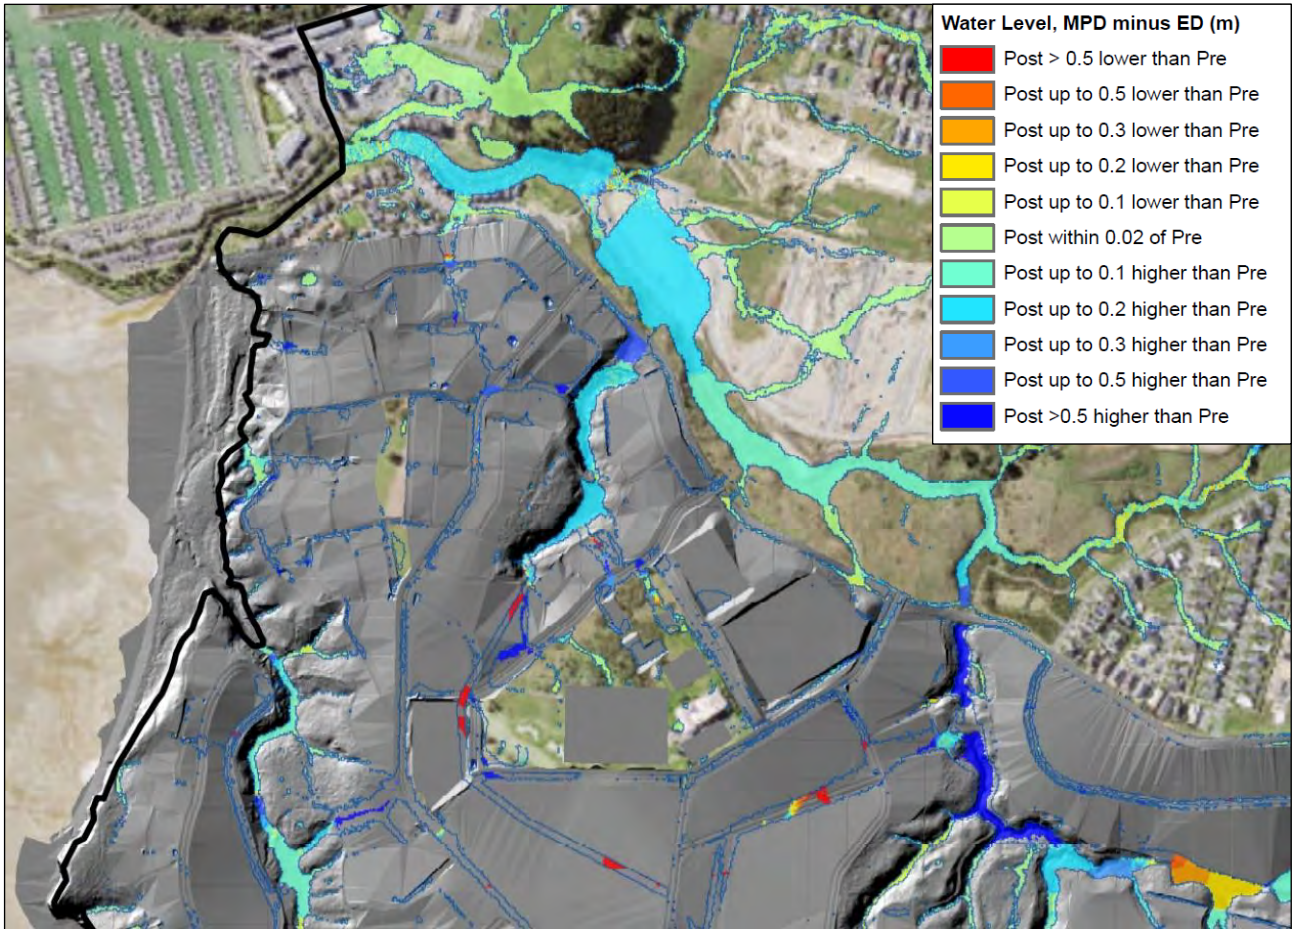 Water Level, MPD minus ED (m)
Post > 0.5 lower than Pre
Post up to 0.5 lower than Pre
Post up to 0.3 lower than Pre
Post up to 0.2 lower than Pre
Post up to 0.1 lower than Pre
Post within 0.02 of Pre
Post up to 0.1 higher than Pre
Post up to 0.2 higher than Pre
Post up to 0.3 higher than Pre
Post up to 0.5 higher than Pre
Post >0.5 higher than Pre